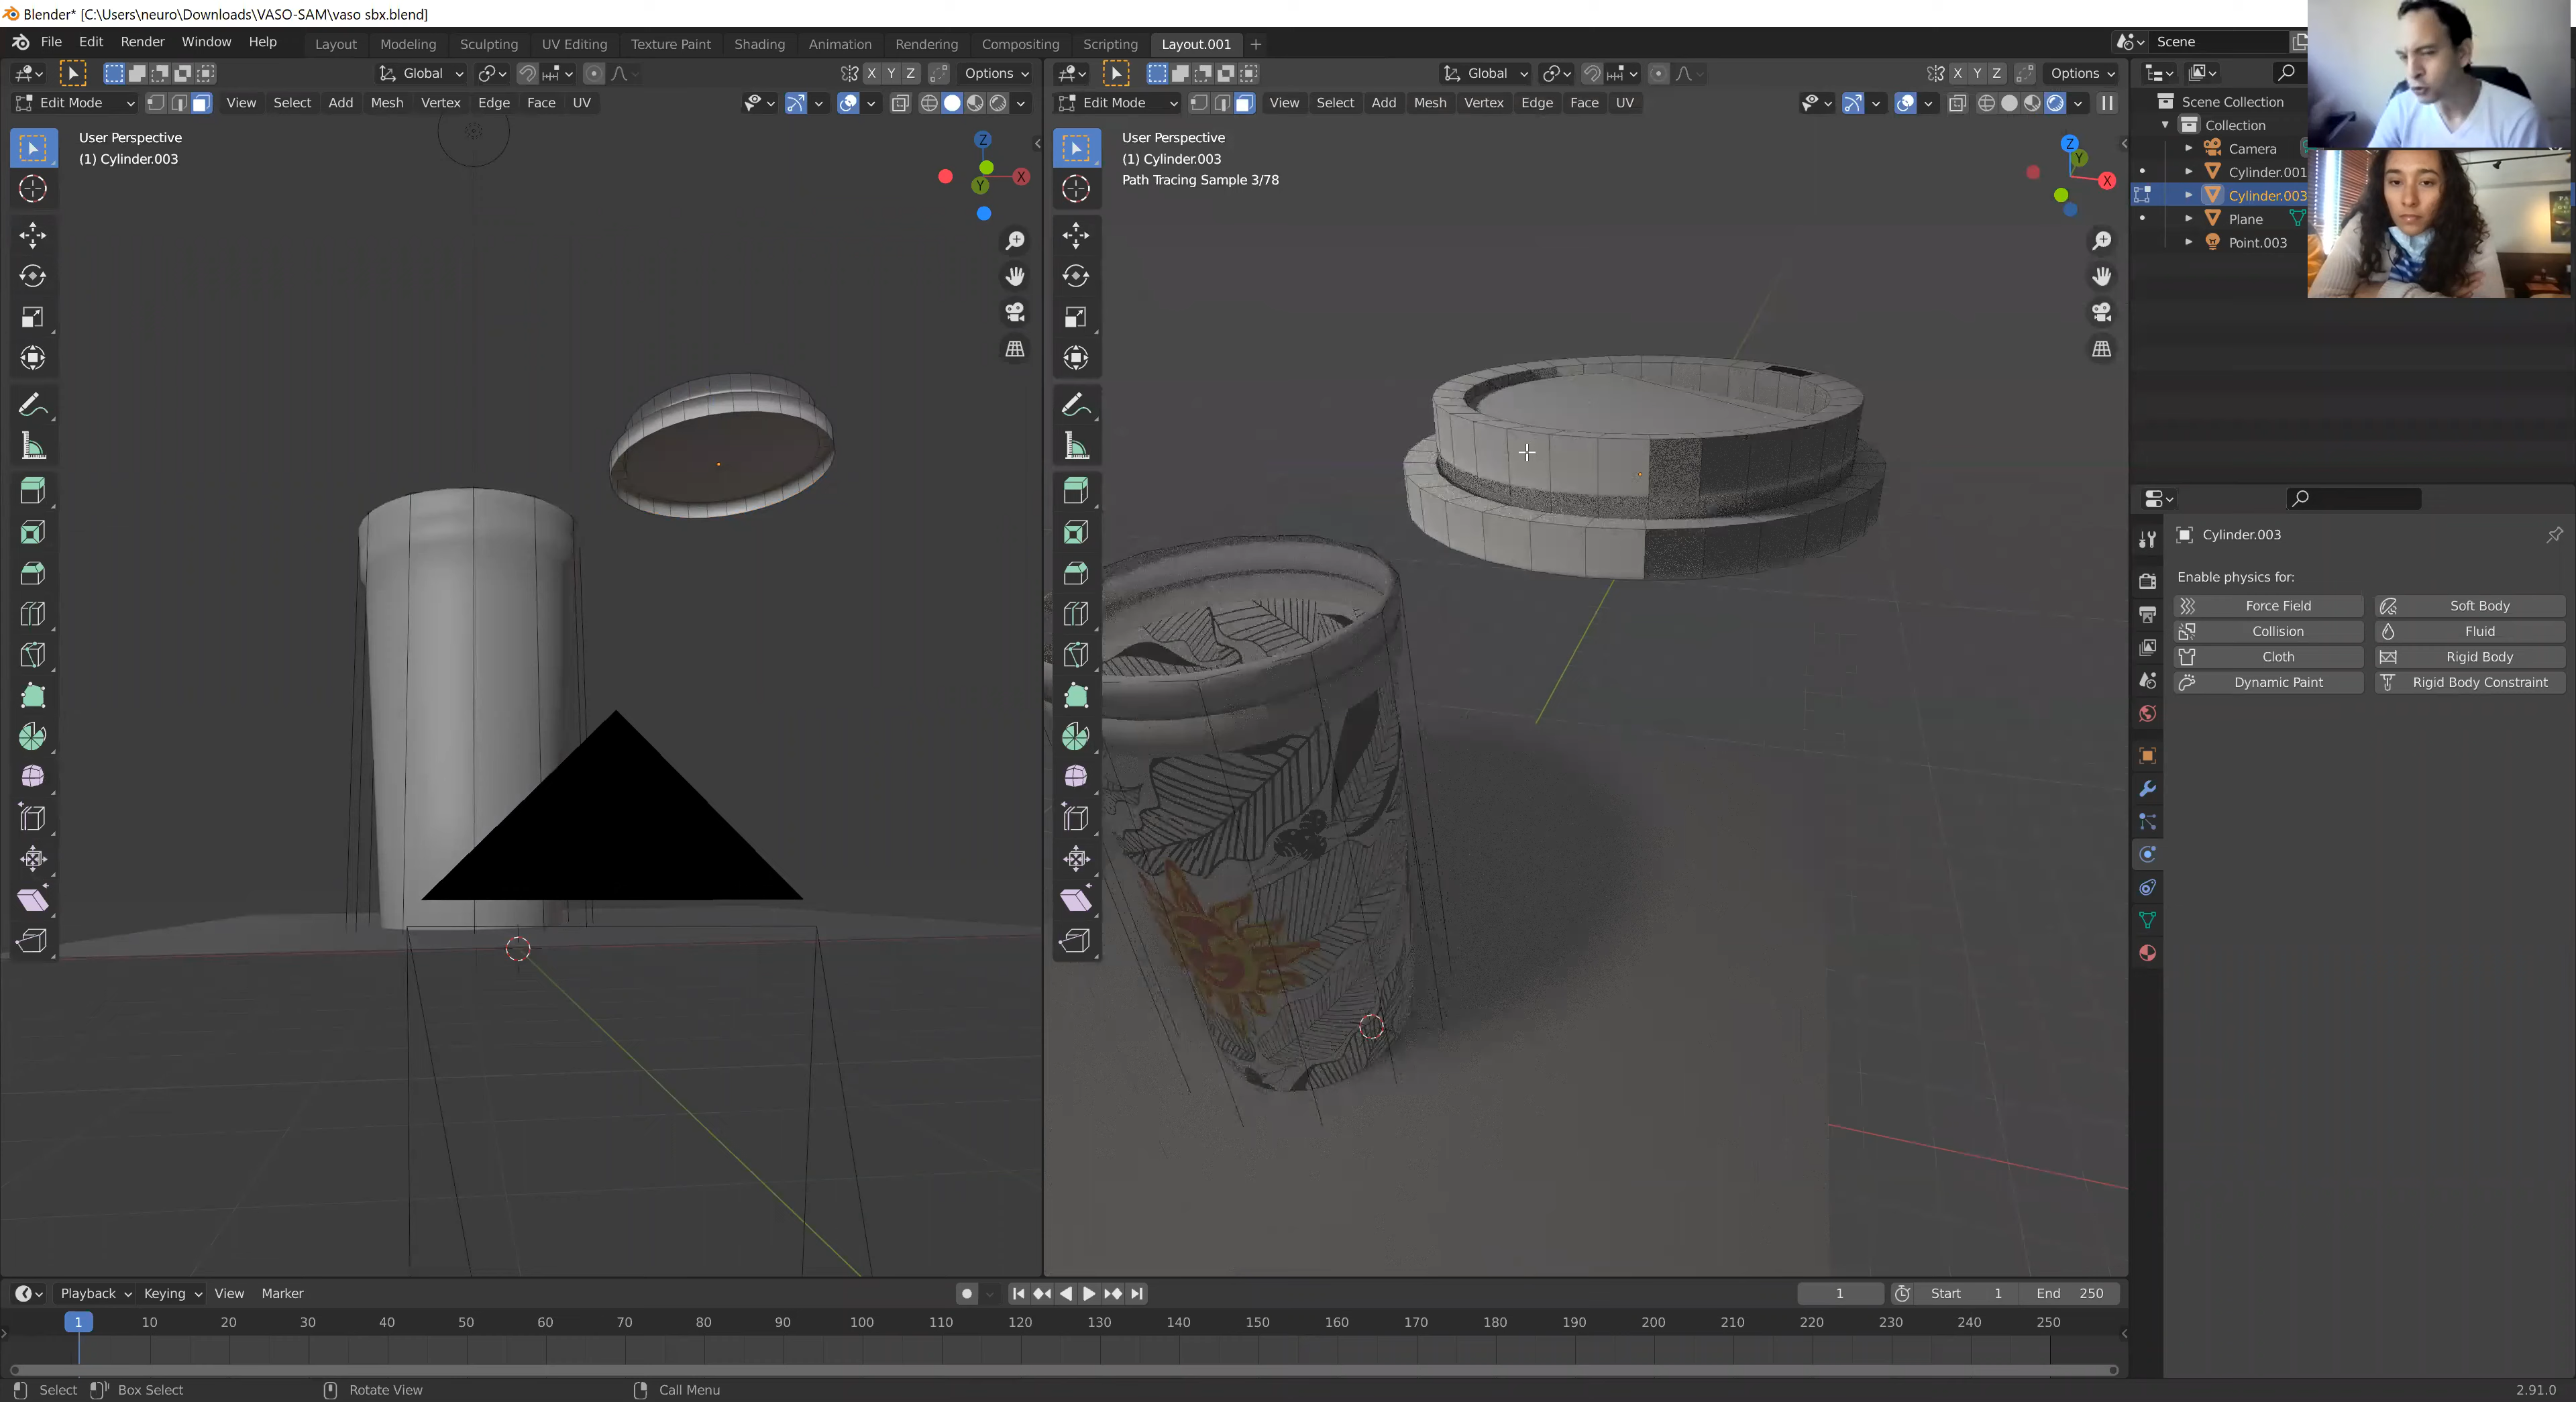 Blender* [C:\Users\neuro\Downloads\VASO-SAM\vaso sbx.blend]
File Edit Render Window Help
Layout Modeling Sculpting UV Editing Texture Paint Shading Animation Rendering Compositing Scripting Layout.001 +
Scene
Global X Y Z Options
Global X Y Z Options
Edit Mode View Select Add Mesh Vertex Edge Face UV
Edit Mode View Select Add Mesh Vertex Edge Face UV
User Perspective
(1) Cylinder.003
Z
Y
X
User Perspective
(1) Cylinder.003
Path Tracing Sample 3/78
Z
Y
X
Scene Collection
Collection
Camera
Cylinder.001
Cylinder.003
Plane
Point.003
Cylinder.003
Enable physics for:
Force Field Soft Body
Collision Fluid
Cloth Rigid Body
Dynamic Paint Rigid Body Constraint
Playback Keying View Marker
1 Start 1 End 250
1 10 20 30 40 50 60 70 80 90 100 110 120 130 140 150 160 170 180 190 200 210 220 230 240 250
Select Box Select Rotate View Call Menu 2.91.0